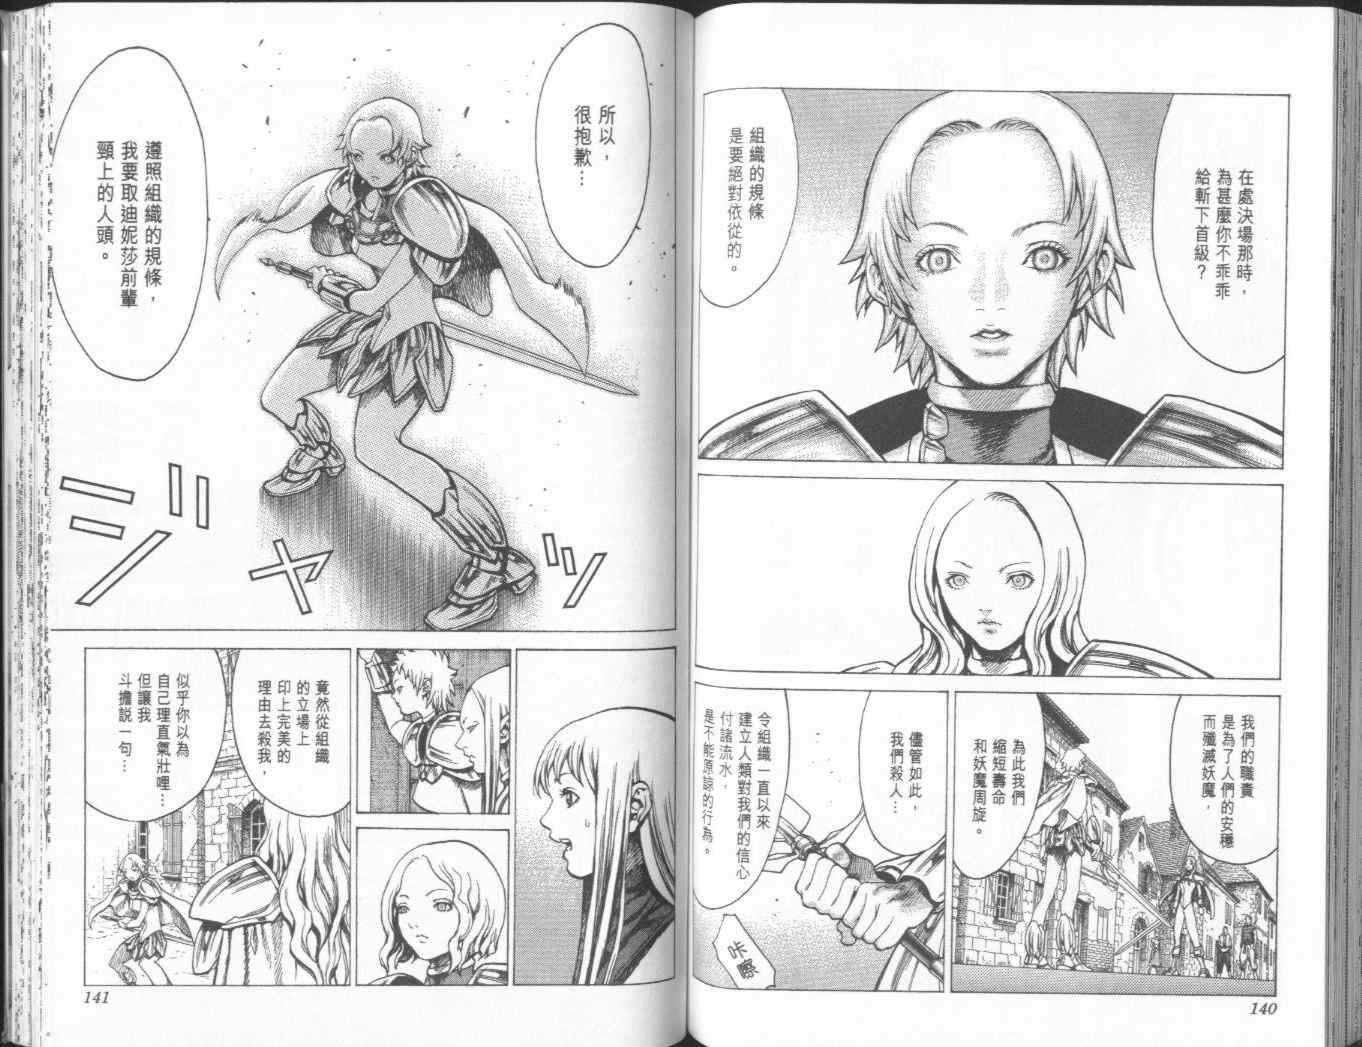 在處決場那時，
為甚麼你不乖乖
給斬下首級？
組織的規條
是要絕對依從的。
我們的職責
是為了人們的安穩
而殲滅妖魔，
為此我們
縮短壽命
和妖魔周旋。
儘管如此，
我們殺人…
令組織一直以來
建立人類對我們的信心
付諸流水，
是不能原諒的行為。
咔嚓
140
所以，
很抱歉…
遵照組織的規條，
我要取迪妮莎前輩
頸上的人頭。
ジャッ
竟然從組織
的立場上
印上完美的
理由去殺我，
似乎你以為
自己理直氣壯哩…
但讓我
斗擔説一句…
141